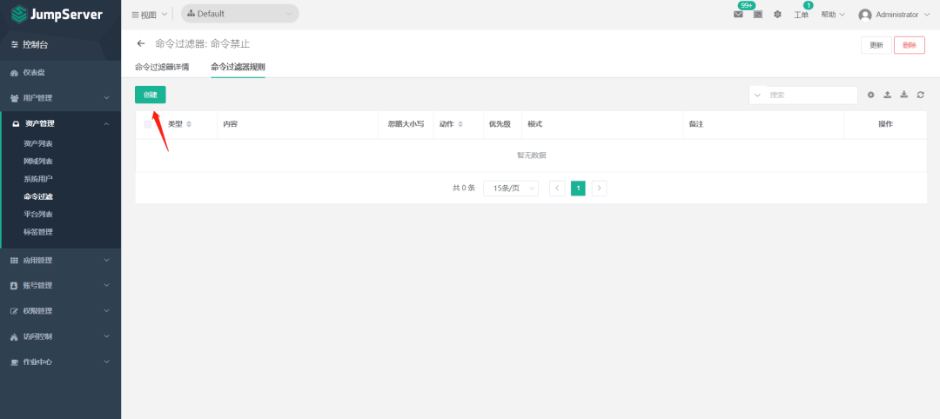 JumpServer
视图
Default
99+
工单
1
帮助
Administrator
控制台
仪表盘
用户管理
资产管理
资产列表
网域列表
系统用户
命令过滤
平台列表
标签管理
应用管理
账号管理
权限管理
访问控制
作业中心
命令过滤器: 命令禁止
更新
删除
命令过滤器详情
命令过滤器规则
创建
搜索
类型
内容
忽略大小写
动作
优先级
模式
备注
操作
暂无数据
共 0 条
15条/页
1